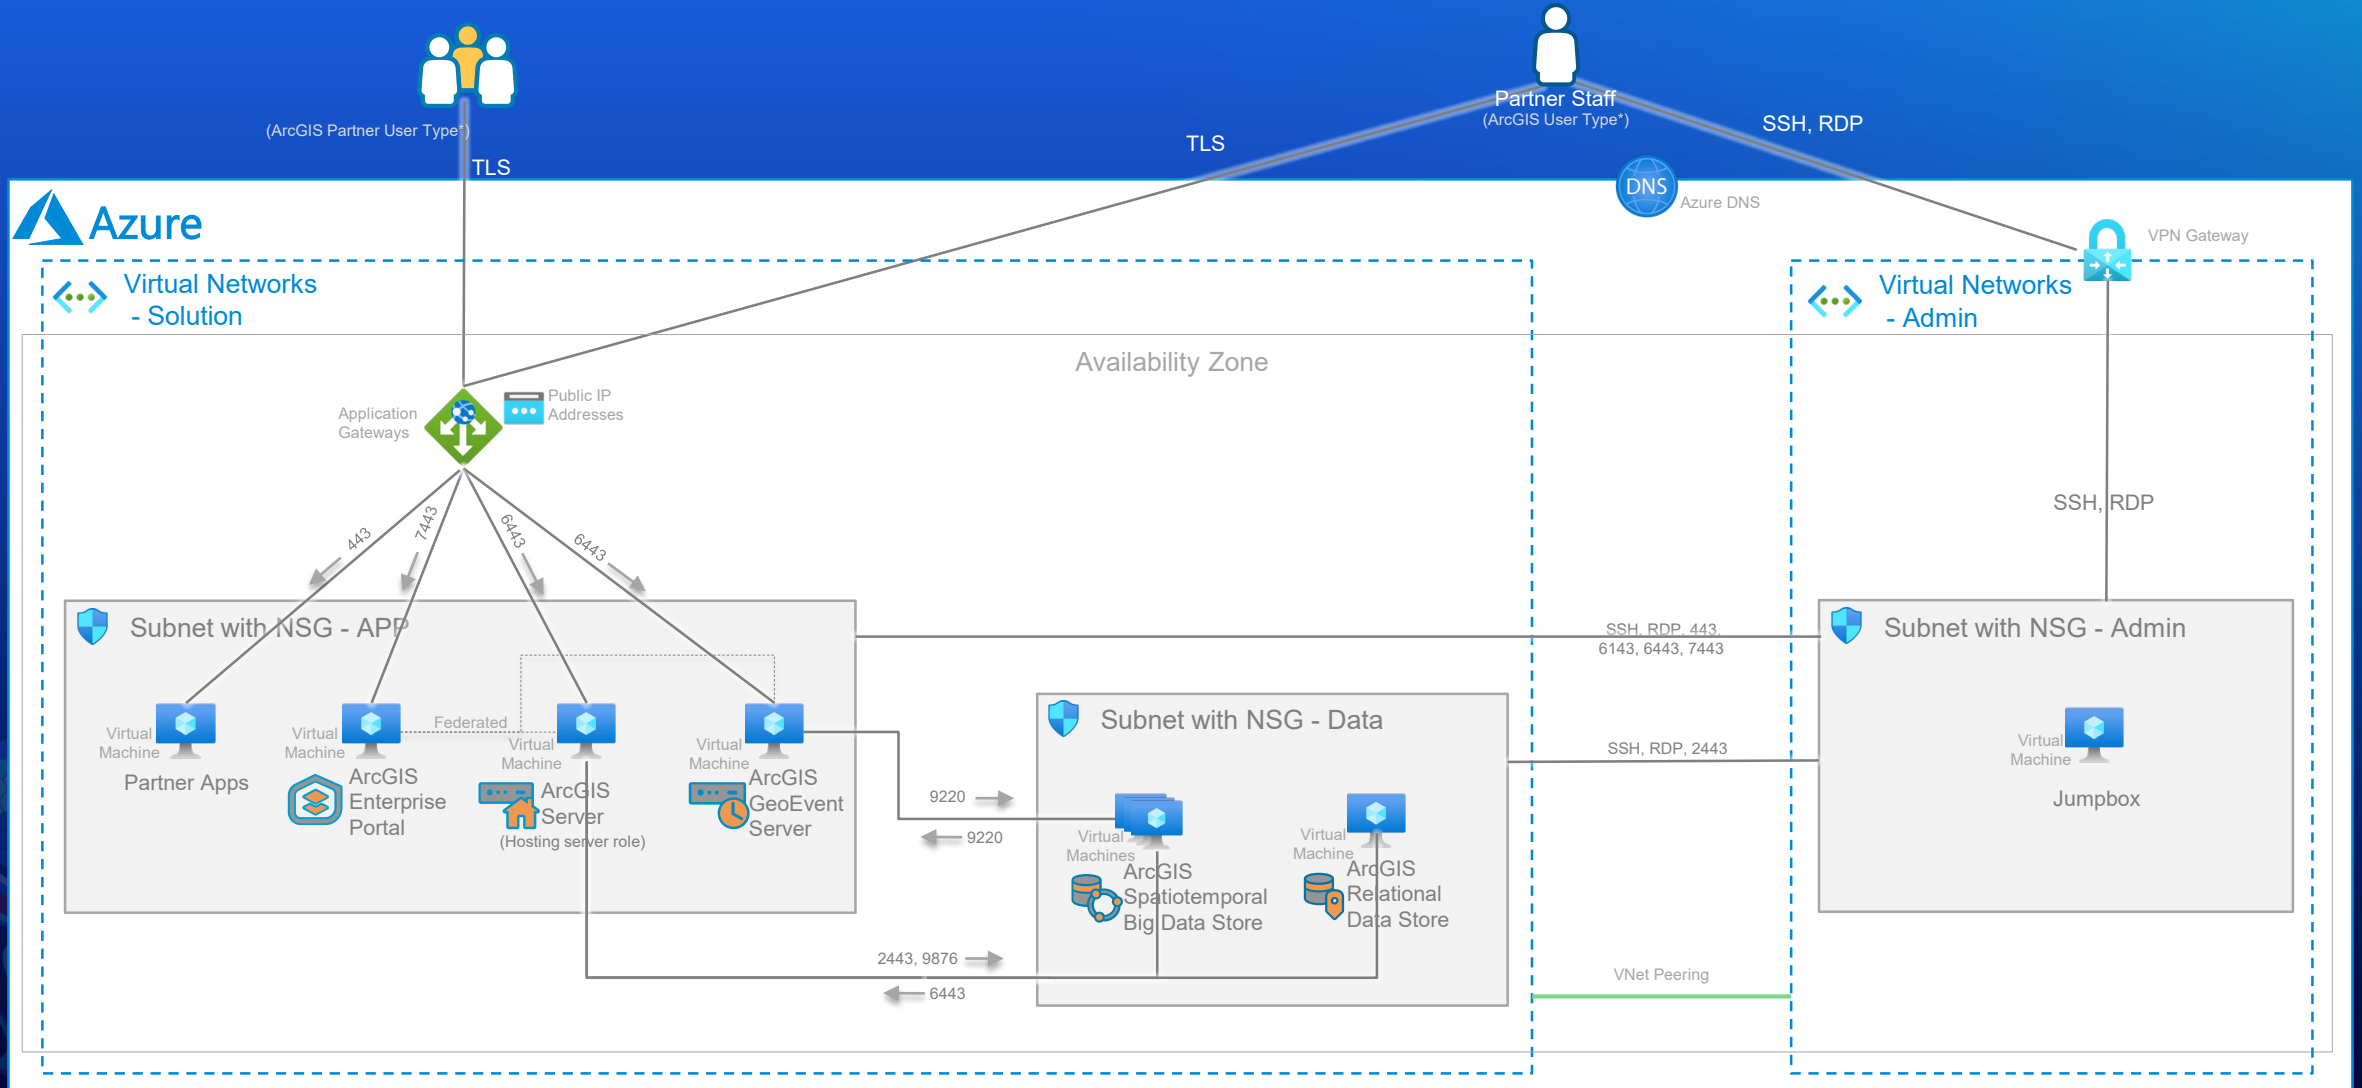 Partner Staff
(ArcGIS User Type*)
(ArcGIS Partner User Type*)
TLS
TLS
SSH, RDP
DNS
Azure DNS
Azure
VPN Gateway
Virtual Networks
- Solution
Virtual Networks
- Admin
Availability Zone
Application
Gateways
Public IP
Addresses
443
7443
6443
6443
SSH, RDP
Subnet with NSG - APP
SSH, RDP, 443,
6143, 6443, 7443
Subnet with NSG - Admin
Federated
Virtual
Machine
Partner Apps
Virtual
Machine
ArcGIS
Enterprise
Portal
Virtual
Machine
ArcGIS
Server
(Hosting server role)
Virtual
Machine
ArcGIS
GeoEvent
Server
Subnet with NSG - Data
SSH, RDP, 2443
Virtual
Machine
Jumpbox
9220
9220
Virtual
Machines
ArcGIS
Spatiotemporal
Big Data Store
Virtual
Machine
ArcGIS
Relational
Data Store
2443, 9876
6443
VNet Peering